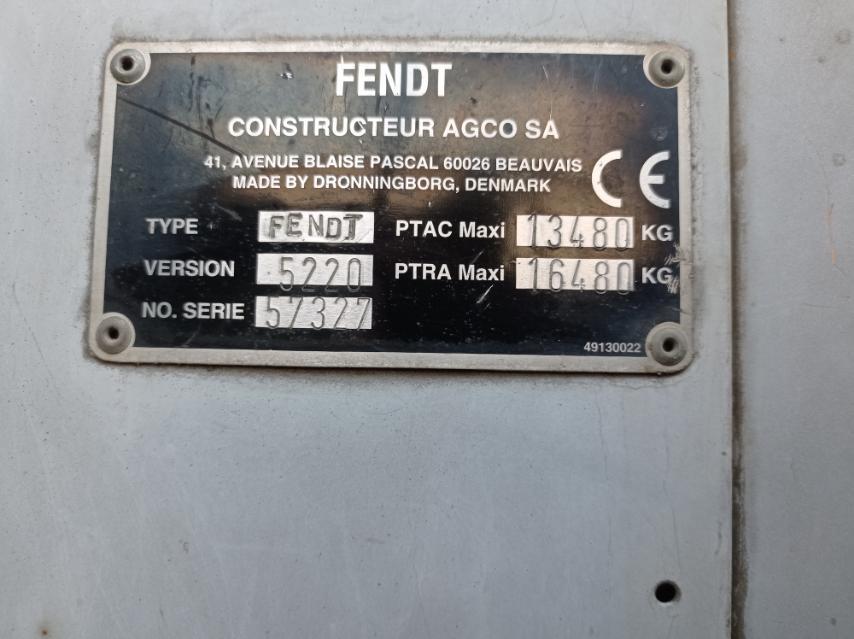 FENDT
CONSTRUCTEUR AGCO SA
41, AVENUE BLAISE PASCAL 60026 BEAUVAIS
MADE BY DRONNINGBORG, DENMARK
CE
TYPE FENDT PTAC Maxi 13480 KG
VERSION 5220 PTRA Maxi 16480 KG
NO. SERIE 57327
49130022